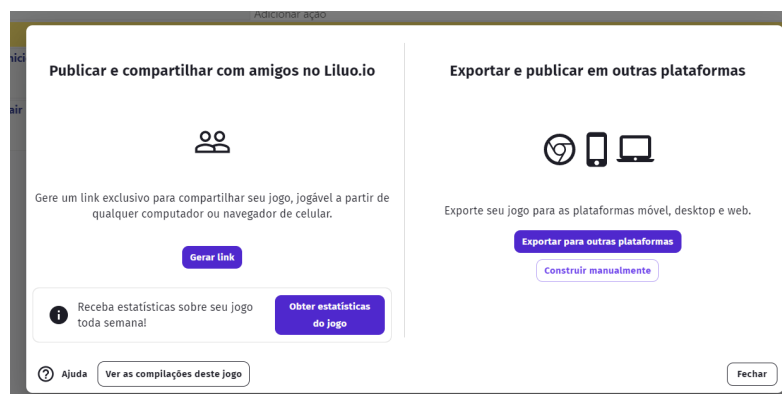 Adicionar ação
Publicar e compartilhar com amigos no Liluo.io
Gere um link exclusivo para compartilhar seu jogo, jogável a partir de
qualquer computador ou navegador de celular.
Gerar link
Receba estatísticas sobre seu jogo
toda semana!
Obter estatísticas
do jogo
Exportar e publicar em outras plataformas
Exporte seu jogo para as plataformas móvel, desktop e web.
Exportar para outras plataformas
Construir manualmente
Ajuda
Ver as compilações deste jogo
Fechar